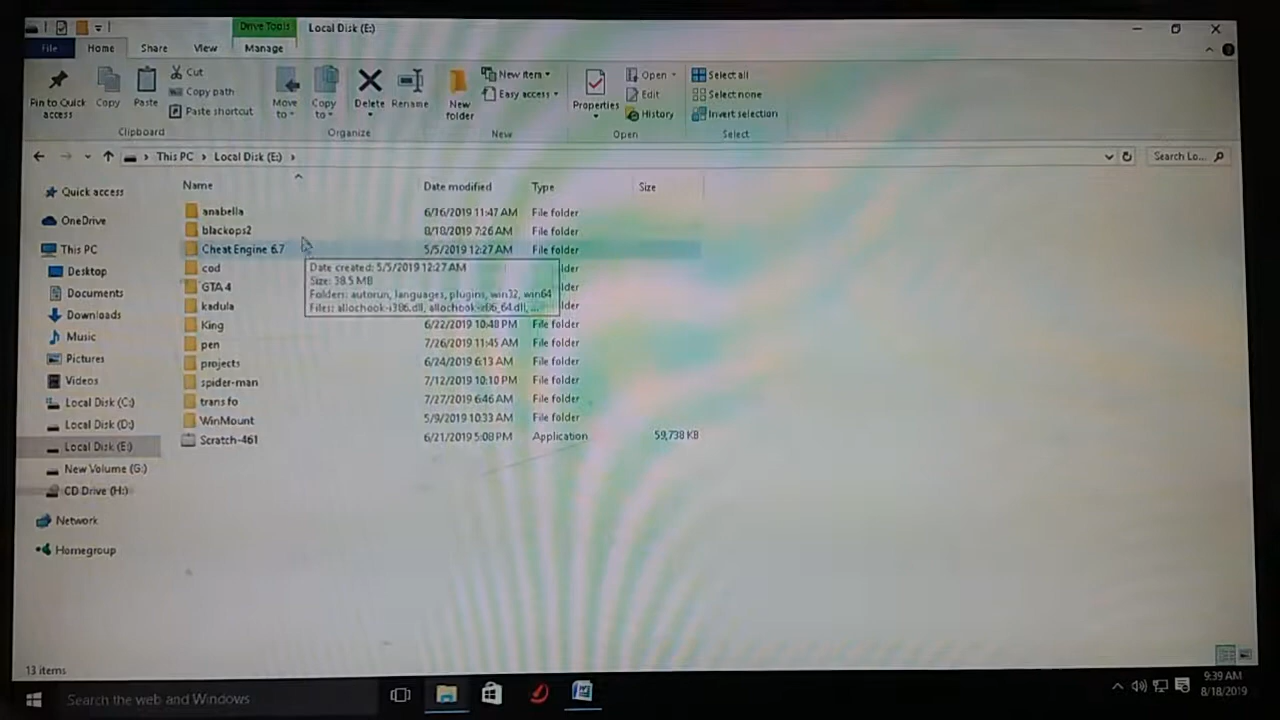 Drive Tools Local Disk (E:)
File Home Share View Manage
Pin to Quick access
Copy
Paste
Cut
Copy path
Paste shortcut
Clipboard
Move to
Copy to
Delete
Rename
Organize
New folder
New item
Easy access
New
Properties
Open
Edit
History
Open
Select all
Select none
Invert selection
Select
This PC > Local Disk (E:) >
Search Lo...
Quick access
OneDrive
This PC
Desktop
Documents
Downloads
Music
Pictures
Videos
Local Disk (C:)
Local Disk (D:)
Local Disk (E:)
New Volume (G:)
CD Drive (H:)
Network
Homegroup
Name Date modified Type Size
anabella 6/16/2019 11:47 AM File folder
blackops2 8/18/2019 7:26 AM File folder
Cheat Engine 6.7 5/5/2019 12:27 AM File folder
cod lder
GTA 4 lder
kadula der
King 6/22/2019 10:48 PM File folder
pen 7/26/2019 11:45 AM File folder
projects 6/24/2019 6:13 AM File folder
spider-man 7/12/2019 10:10 PM File folder
trans fo 7/27/2019 6:46 AM File folder
WinMount 5/9/2019 10:33 AM File folder
Scratch-461 6/21/2019 5:08 PM Application 59,738 KB
Date created: 5/5/2019 12:27 AM
Size: 38.5 MB
Folders: autorun, languages, plugins, win32, win64
Files: allochook-i386.dll, allochook-x86_64.dll, ...
13 items
Search the web and Windows
9:39 AM
8/18/2019